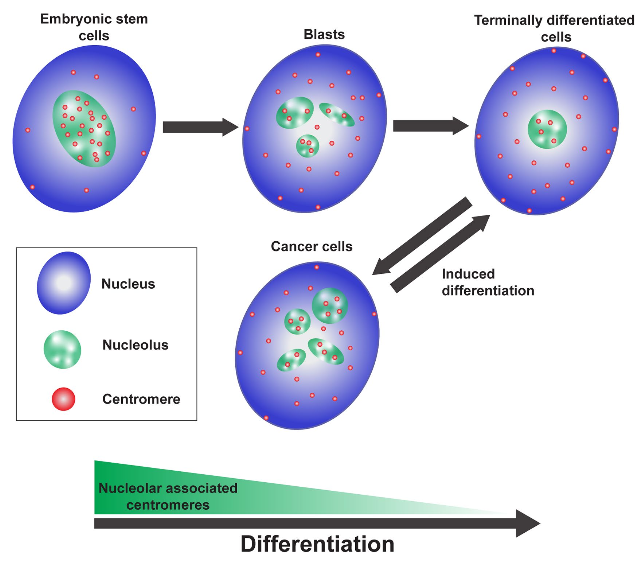 Embryonic stem
cells
Blasts
Terminally differentiated
cells
Cancer cells
Induced
differentiation
Nucleus
Nucleolus
Centromere
Nucleolar associated
centromeres
Differentiation